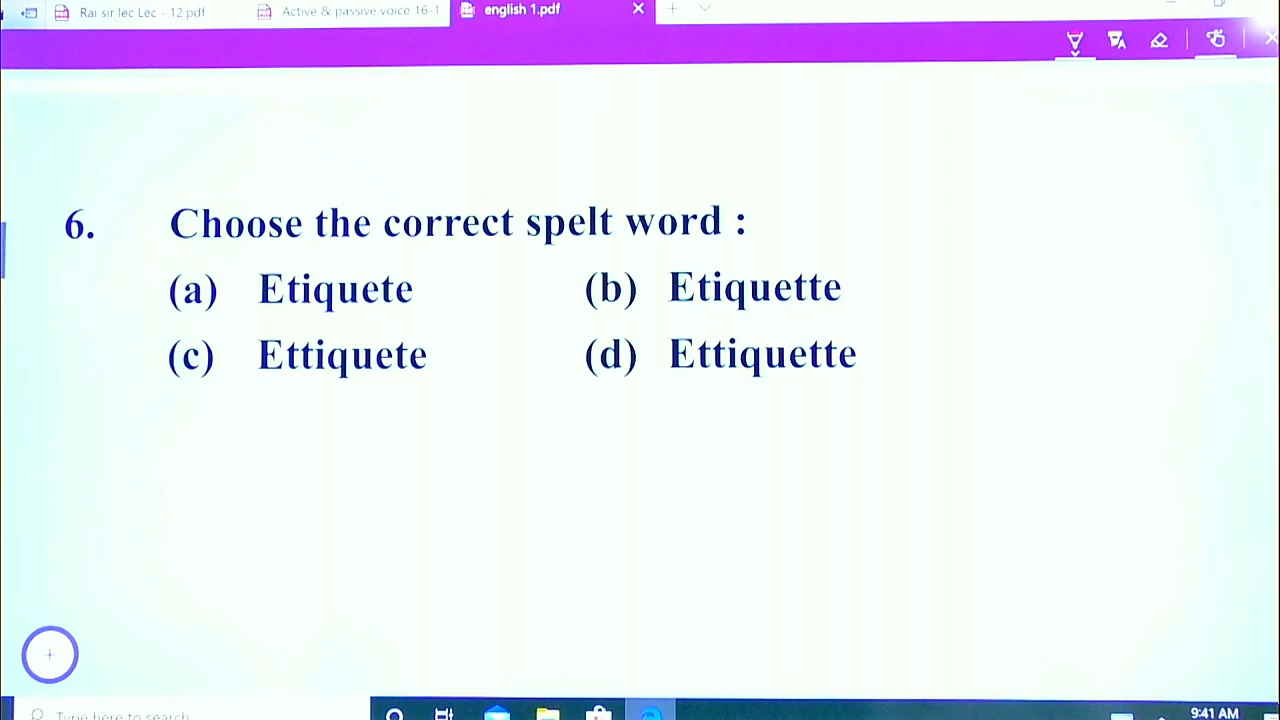 Rai sir lec Lec - 12.pdf
Active & passive voice 16-1
english 1.pdf
6. Choose the correct spelt word :
(a) Etiquete (b) Etiquette
(c) Ettiquete (d) Ettiquette
Type here to search
9:41 AM